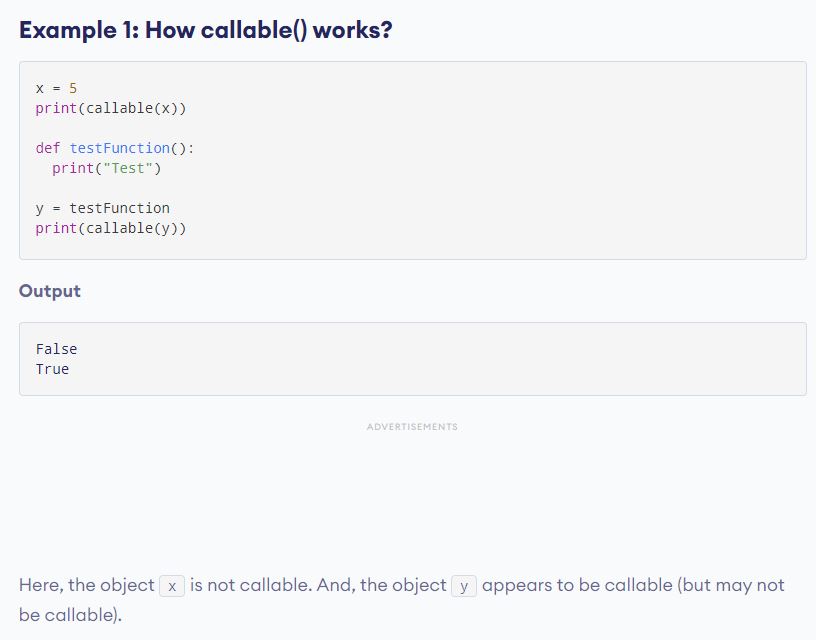 Example 1: How callable() works?
x = 5
print(callable(x))
def testFunction():
  print("Test")
y = testFunction
print(callable(y))
Output
False
True
ADVERTISEMENTS
Here, the object x is not callable. And, the object y appears to be callable (but may not
be callable).